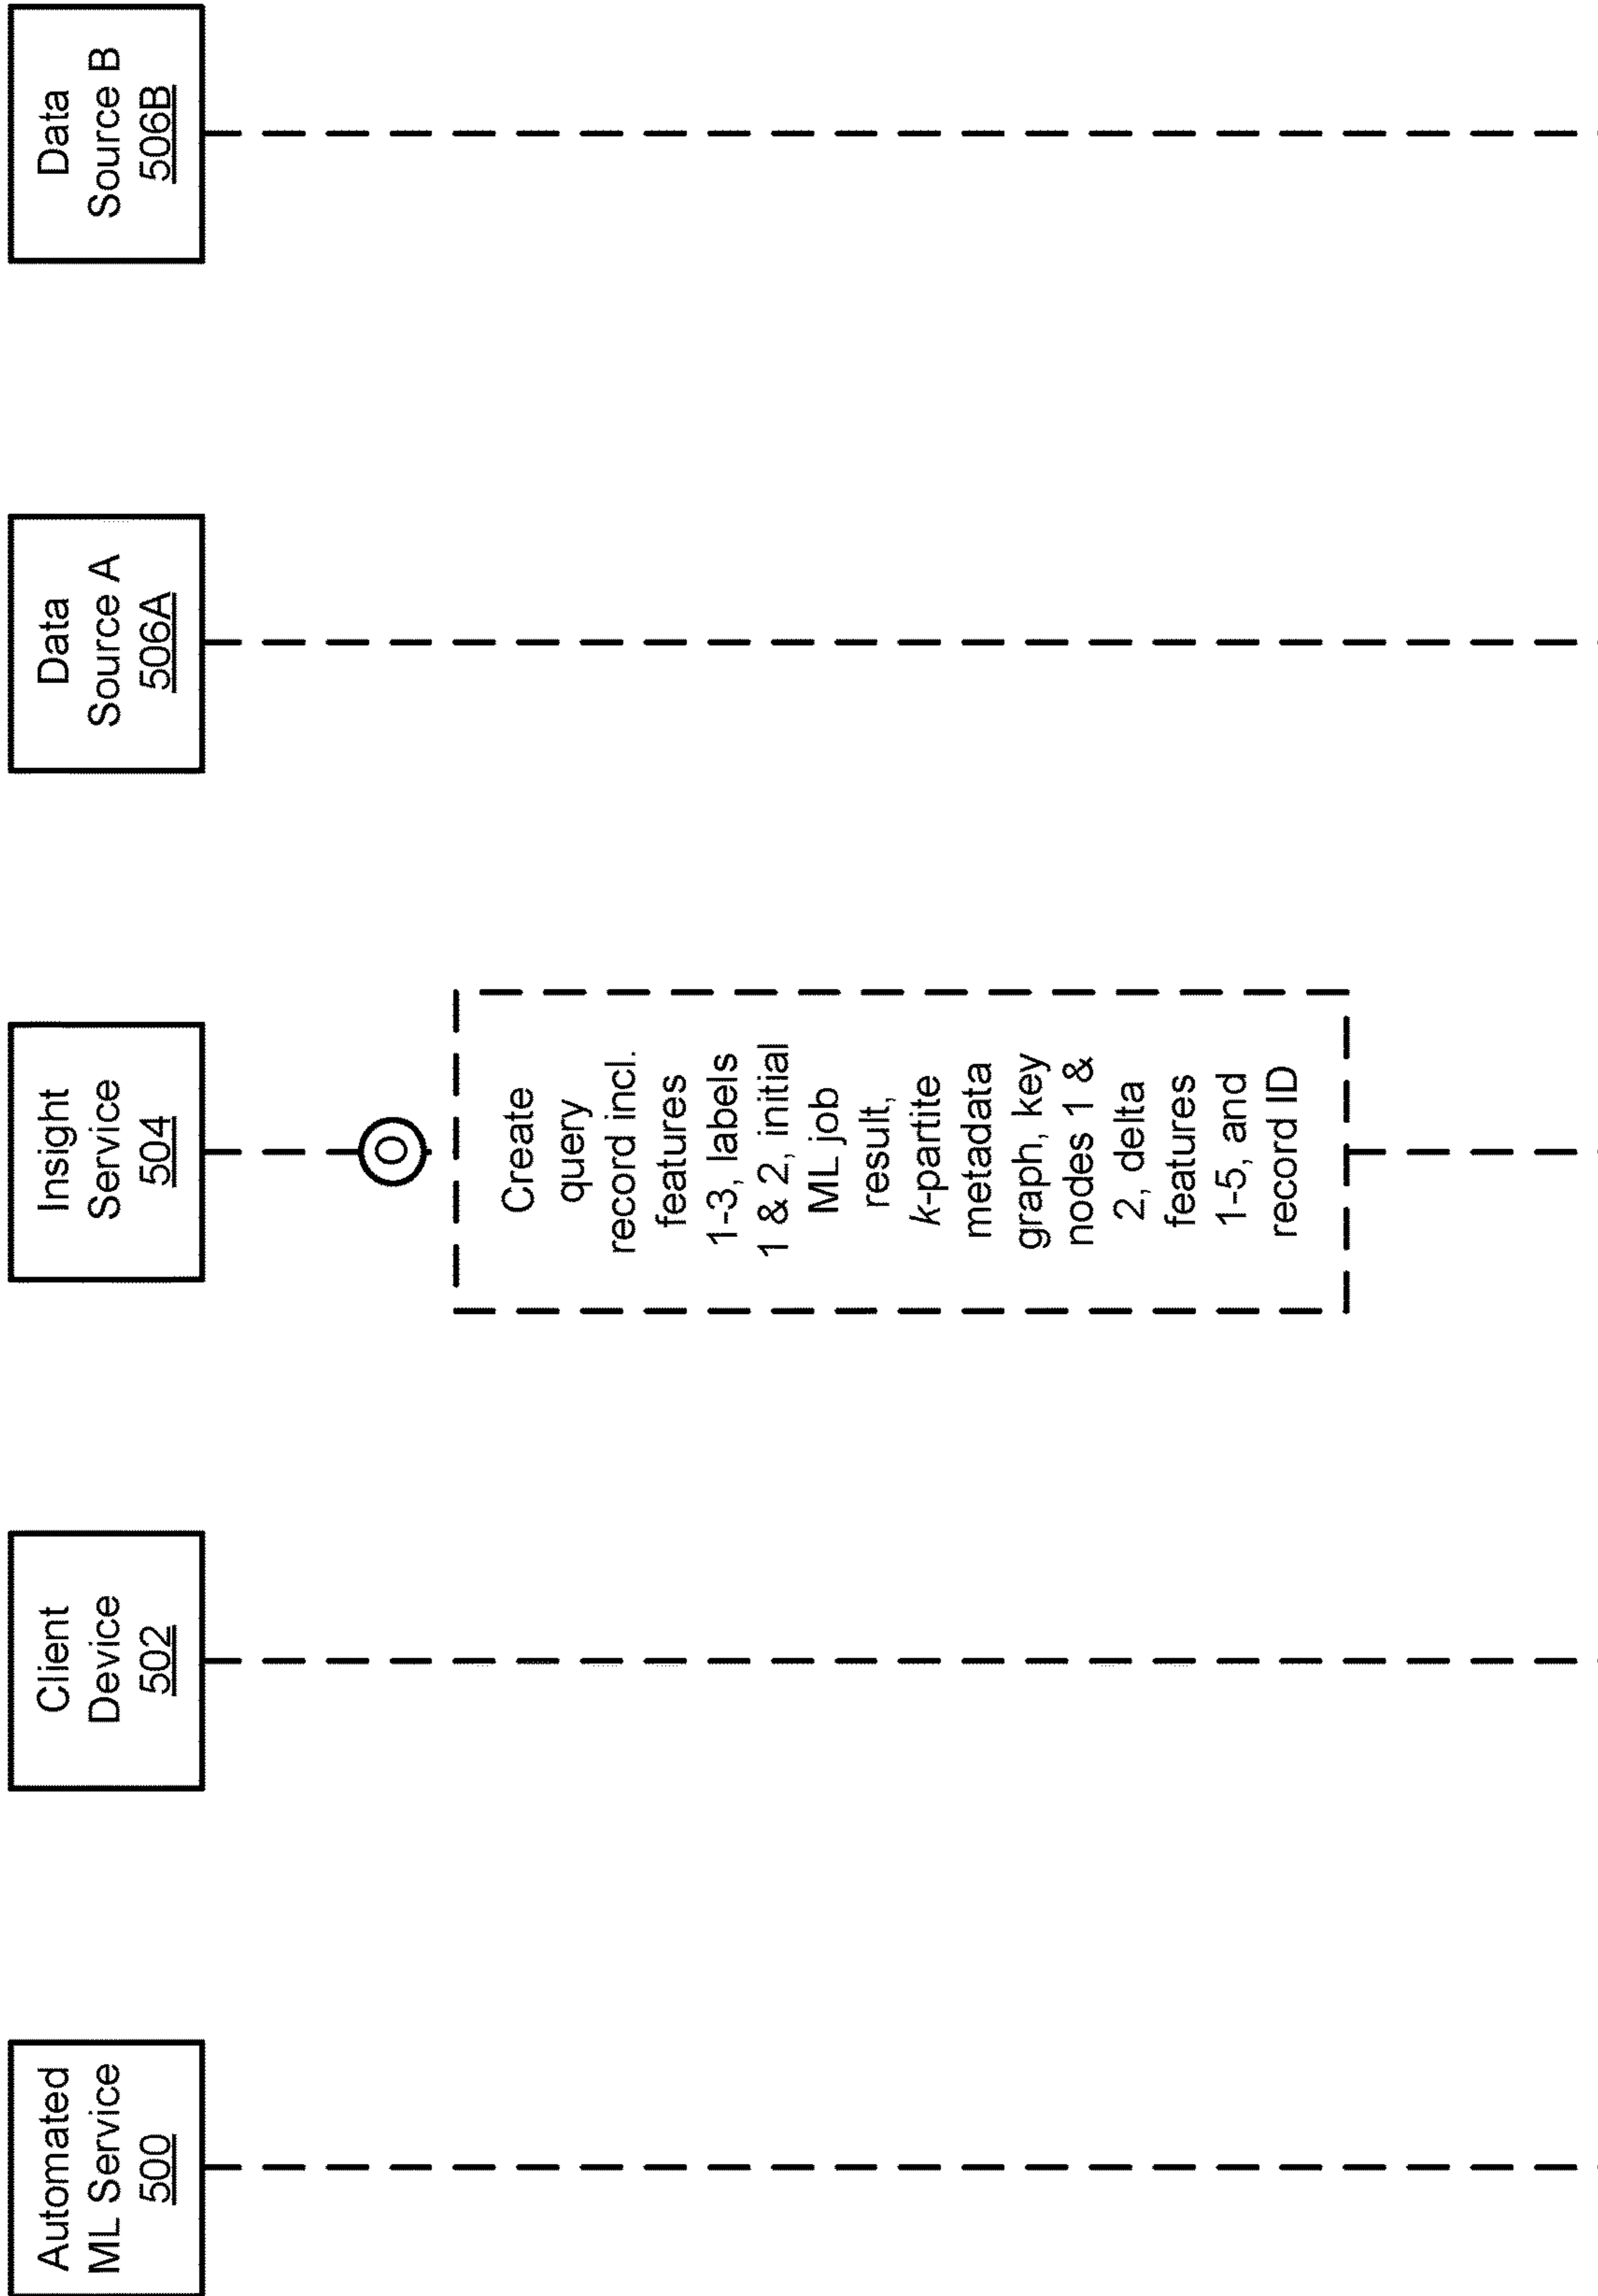 Automated
ML Service
500
Client
Device
502
Insight
Service
504
Data
Source A
506A
Data
Source B
506B
O
Create
query
record incl.
features
1-3, labels
1 & 2, initial
ML job
result,
k-partite
metadata
graph, key
nodes 1 &
2, delta
features
1-5, and
record ID